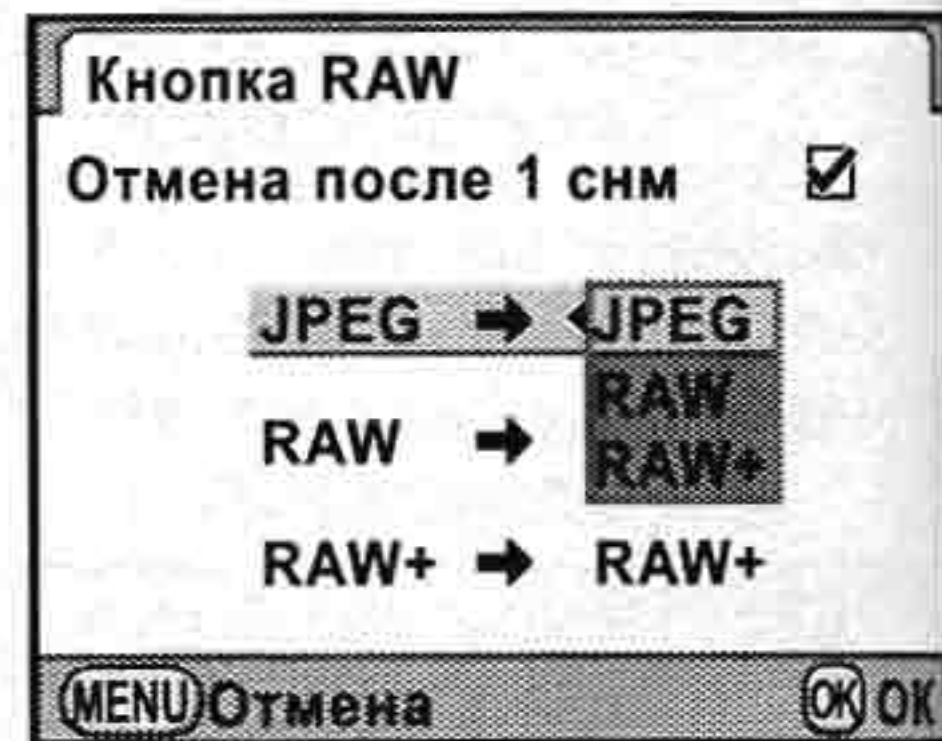 Кнопка RAW
Отмена после 1 снм ☑
JPEG ➡ JPEG
RAW
RAW ➡
RAW+
RAW+ ➡ RAW+
MENU Отмена OK OK